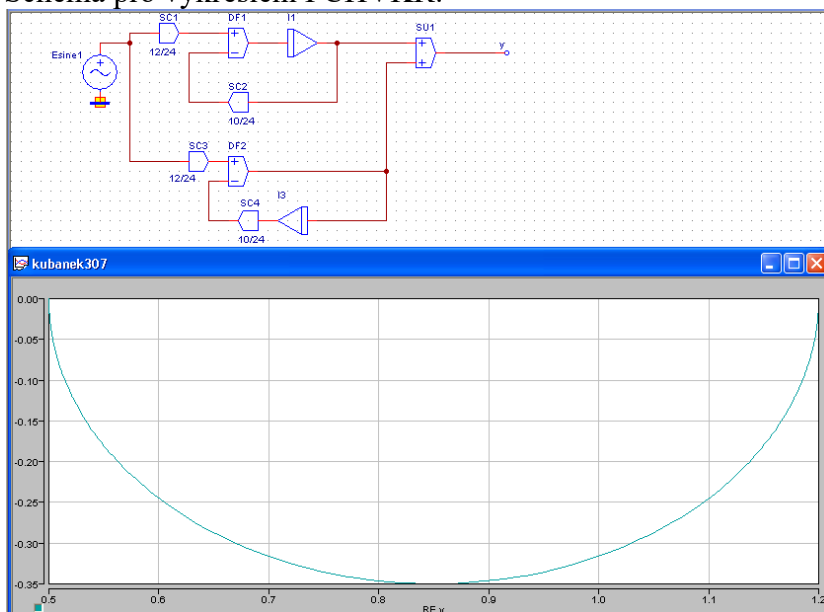 Schéma pro vykreslení FCH v KR:
SC1 DF1 I1 SU1
Esine1 12/24 y
SC2
10/24
SC3 DF2
12/24
SC4 I3
10/24
kubanek307
0.00
-0.05
-0.10
-0.15
-0.20
-0.25
-0.30
-0.35
0.5 0.6 0.7 0.8 0.9 1.0 1.1 1.2
RE y